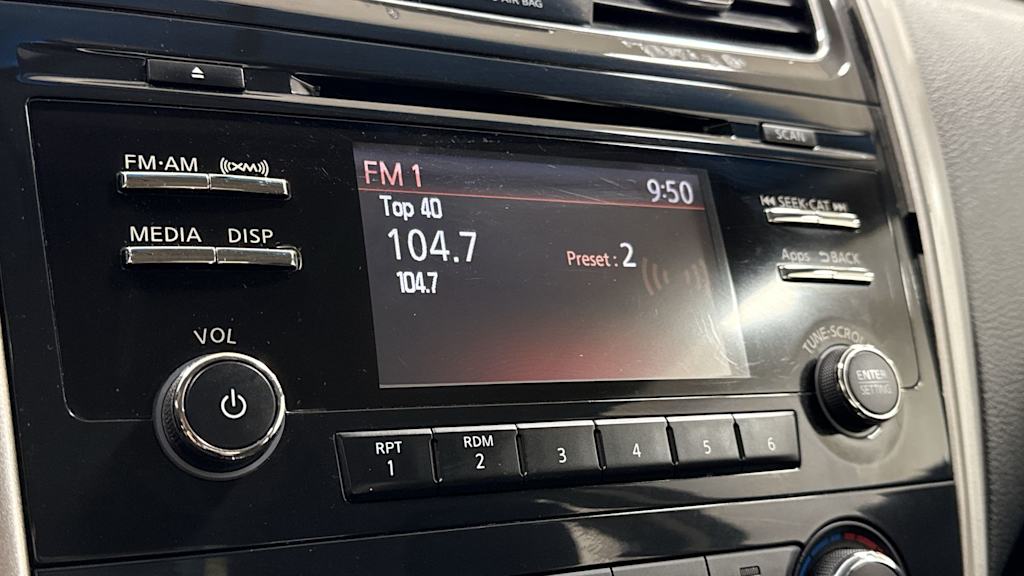 AIR BAG
SCAN
FM·AM
((XM))
MEDIA
DISP
FM 1
9:50
Top 40
104.7
Preset : 2
104.7
SEEK·CAT
Apps
BACK
VOL
TUNE·SCROLL
ENTER
SETTING
RPT
1
RDM
2
3
4
5
6